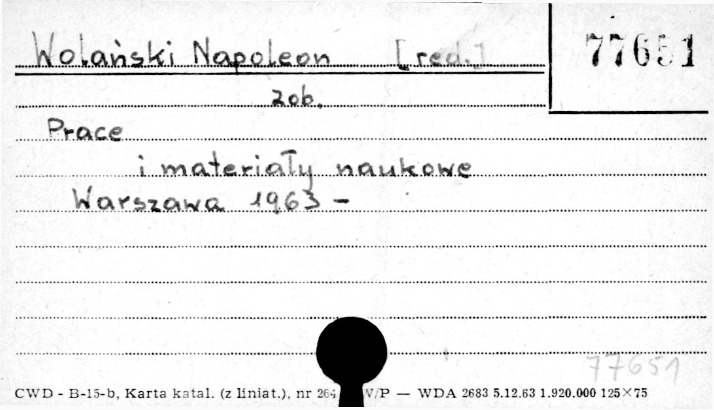 Wolański Napoleon [red.]
77651
zob.
Prace
i materiały naukowe
Warszawa 1963 -
77651
CWD - B-15-b, Karta katal. (z liniat.), nr 264 W/P — WDA 2683 5.12.63 1.920.000 125×75